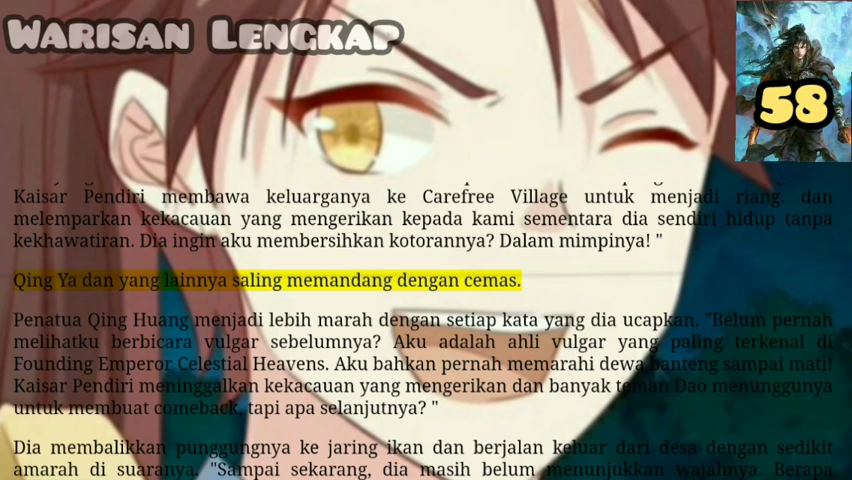 Warisan Lengkap
58
Kaisar Pendiri membawa keluarganya ke Carefree Village untuk menjadi riang. dan
melemparkan kekacauan yang mengerikan kepada kami sementara dia sendiri hidup tanpa
kekhawatiran. Dia ingin aku membersihkan kotorannya? Dalam mimpinya! "
Qing Ya dan yang lainnya saling memandang dengan cemas.
Penatua Qing Huang menjadi lebih marah dengan setiap kata yang dia ucapkan. "Belum pernah
melihatku berbicara vulgar sebelumnya? Aku adalah ahli vulgar yang paling terkenal di
Founding Emperor Celestial Heavens. Aku bahkan pernah memarahi dewa banteng sampai mati!
Kaisar Pendiri meninggalkan kekacauan yang mengerikan dan banyak teman Dao menunggunya
untuk membuat comeback, tapi apa selanjutnya? "
Dia membalikkan punggungnya ke jaring ikan dan berjalan keluar dari desa dengan sedikit
amarah di suaranya. "Sampai sekarang, dia masih belum menunjukkan wajahnya. Berapa